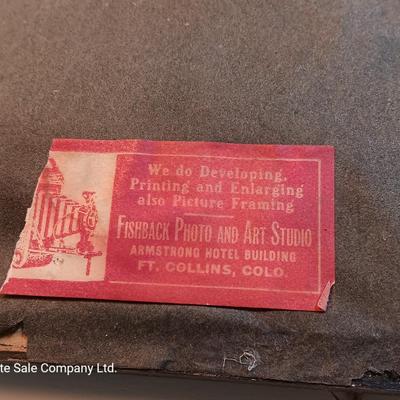 We do Developing,
Printing and Enlarging
also Picture Framing
FISHBACK PHOTO AND ART STUDIO
ARMSTRONG HOTEL BUILDING
FT. COLLINS, COLO.
te Sale Company Ltd.